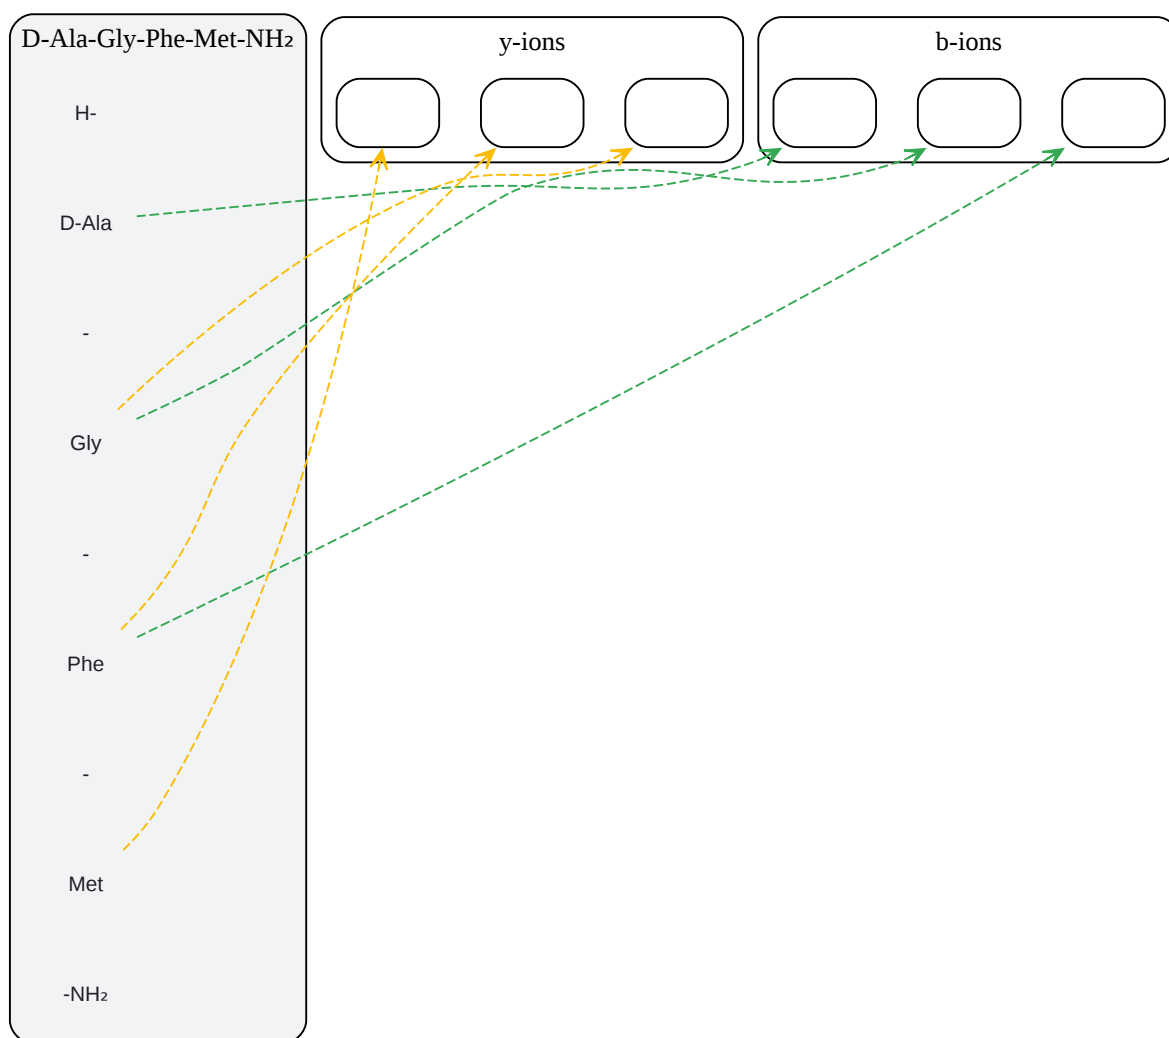 D-Ala-Gly-Phe-Met-NH₂
y-ions
b-ions
H-
D-Ala
-
Gly
-
Phe
-
Met
-NH₂